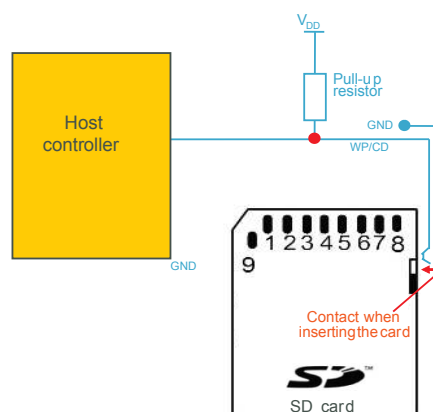 VDD
Pull-up
resistor
GND
Host
controller
WP/CD
GND
1 2 3 4 5 6 7 8
9
Contact when
inserting the card
SD™
SD card